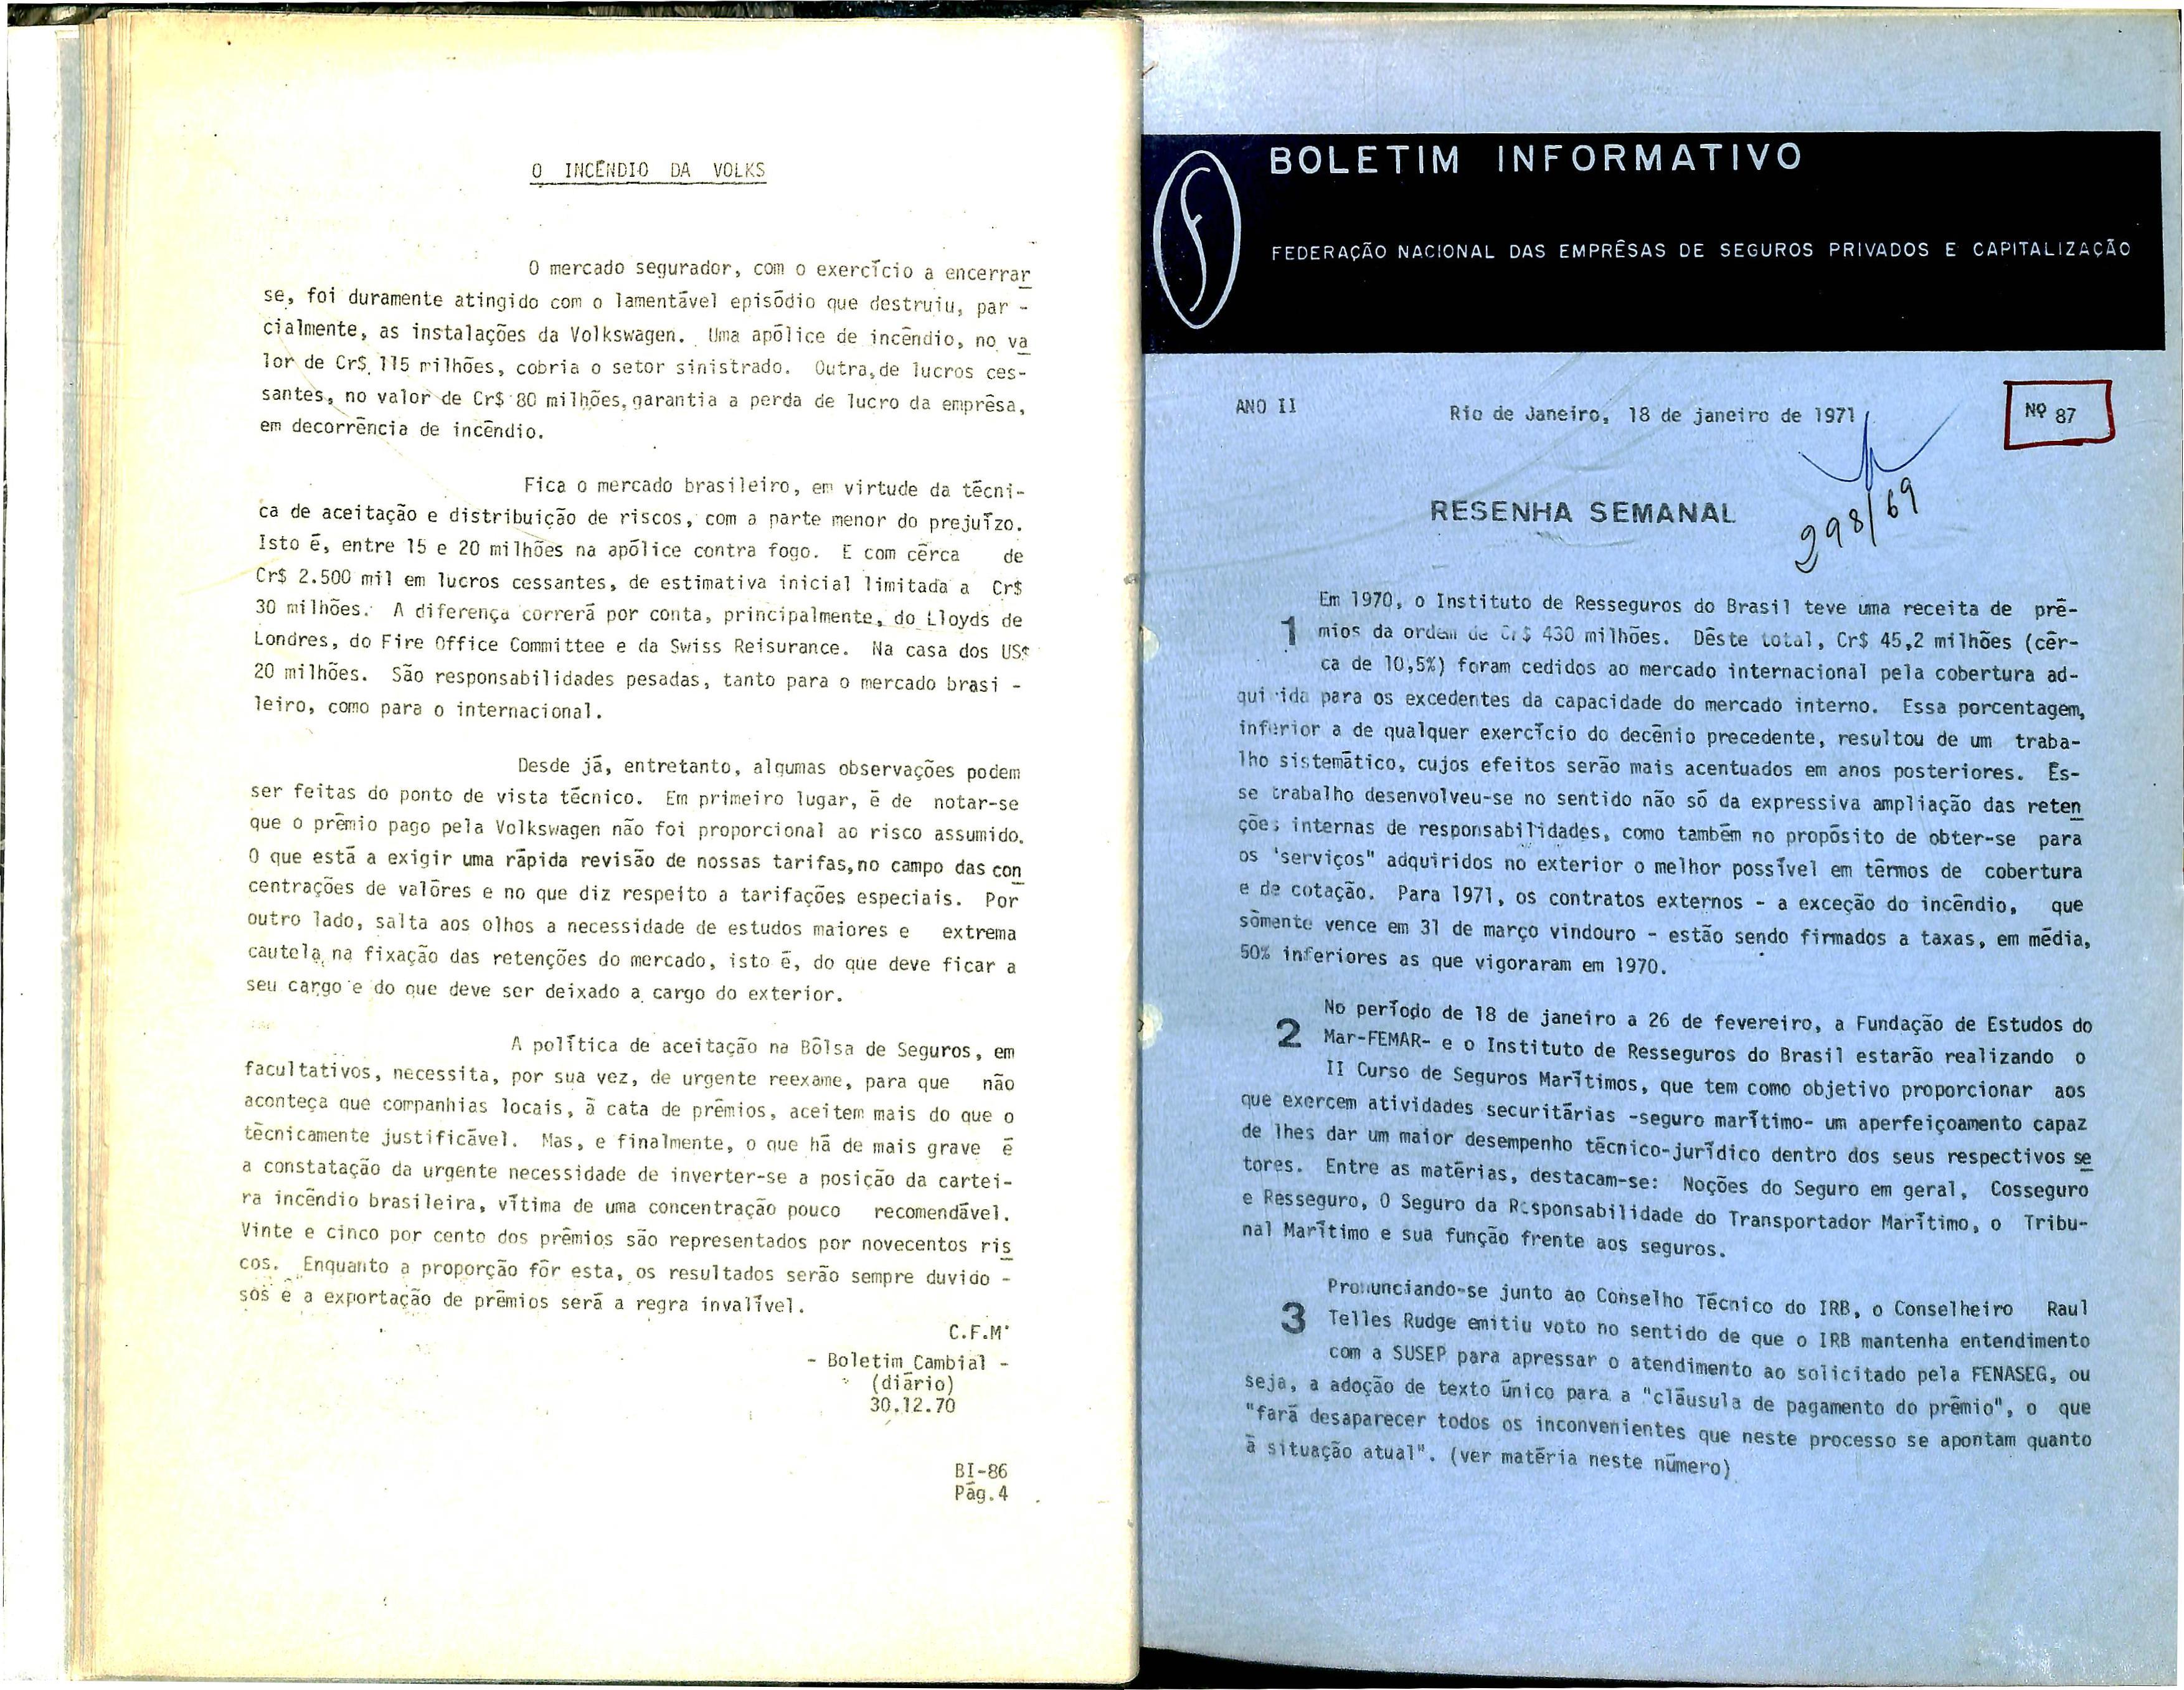 O INCÊNDIO DA VOLKS
O mercado segurador, com o exercício a encerrar
se, foi duramente atingido com o lamentável episódio que destruiu, par -
cialmente, as instalações da Volkswagen. Uma apólice de incêndio, no va
lor de Cr$ 115 milhões, cobria o setor sinistrado. Outra,de lucros ces-
santes, no valor de Cr$ 80 milhões,garantia a perda de lucro da emprêsa,
em decorrência de incêndio.
Fica o mercado brasileiro, em virtude da técni-
ca de aceitação e distribuição de riscos, com a parte menor do prejuízo.
Isto é, entre 15 e 20 milhões na apólice contra fogo. E com cêrca de
Cr$ 2.500 mil em lucros cessantes, de estimativa inicial limitada a Cr$
30 milhões. A diferença correrá por conta, principalmente, do Lloyds de
Londres, do Fire Office Committee e da Swiss Reisurance. Na casa dos US$
20 milhões. São responsabilidades pesadas, tanto para o mercado brasi -
leiro, como para o internacional.
Desde já, entretanto, algumas observações podem
ser feitas do ponto de vista técnico. Em primeiro lugar, é de notar-se
que o prêmio pago pela Volkswagen não foi proporcional ao risco assumido.
O que está a exigir uma rápida revisão de nossas tarifas,no campo das con
centrações de valôres e no que diz respeito a tarifações especiais. Por
outro lado, salta aos olhos a necessidade de estudos maiores e extrema
cautela na fixação das retenções do mercado, isto é, do que deve ficar a
seu cargo e do que deve ser deixado a cargo do exterior.
A política de aceitação na Bôlsa de Seguros, em
facultativos, necessita, por sua vez, de urgente reexame, para que não
aconteça que companhias locais, à cata de prêmios, aceitem mais do que o
técnicamente justificável. Mas, e finalmente, o que há de mais grave é
a constatação da urgente necessidade de inverter-se a posição da cartei-
ra incêndio brasileira, vítima de uma concentração pouco recomendável.
Vinte e cinco por cento dos prêmios são representados por novecentos ris
cos. Enquanto a proporção fôr esta, os resultados serão sempre duvido -
sos e a exportação de prêmios será a regra invalível.
C.F.M.
- Boletim Cambial -
(diário)
30.12.70
BI-86
Pág.4
BOLETIM INFORMATIVO
FEDERAÇÃO NACIONAL DAS EMPRÊSAS DE SEGUROS PRIVADOS E CAPITALIZAÇÃO
ANO II
Rio de Janeiro, 18 de janeiro de 1971
Nº 87
298/69
RESENHA SEMANAL
Em 1970, o Instituto de Resseguros do Brasil teve uma receita de prê-
1 mios da ordem de Cr$ 430 milhões. Dêste total, Cr$ 45,2 milhões (cêr-
ca de 10,5%) foram cedidos ao mercado internacional pela cobertura ad-
quirida para os excedentes da capacidade do mercado interno. Essa porcentagem,
inferior a de qualquer exercício do decênio precedente, resultou de um traba-
lho sistemático, cujos efeitos serão mais acentuados em anos posteriores. Es-
se trabalho desenvolveu-se no sentido não só da expressiva ampliação das reten
ções internas de responsabilidades, como também no propósito de obter-se para
os "serviços" adquiridos no exterior o melhor possível em têrmos de cobertura
e de cotação. Para 1971, os contratos externos - a exceção do incêndio, que
sòmente vence em 31 de março vindouro - estão sendo firmados a taxas, em média,
50% inferiores as que vigoraram em 1970.
No período de 18 de janeiro a 26 de fevereiro, a Fundação de Estudos do
2 Mar-FEMAR- e o Instituto de Resseguros do Brasil estarão realizando o
II Curso de Seguros Marítimos, que tem como objetivo proporcionar aos
que exercem atividades securitárias -seguro marítimo- um aperfeiçoamento capaz
de lhes dar um maior desempenho técnico-jurídico dentro dos seus respectivos se
tores. Entre as matérias, destacam-se: Noções do Seguro em geral, Cosseguro
e Resseguro, O Seguro da Responsabilidade do Transportador Marítimo, o Tribu-
nal Marítimo e sua função frente aos seguros.
Pronunciando-se junto ao Conselho Técnico do IRB, o Conselheiro Raul
3 Telles Rudge emitiu voto no sentido de que o IRB mantenha entendimento
com a SUSEP para apressar o atendimento ao solicitado pela FENASEG, ou
seja, a adoção de texto único para a "cláusula de pagamento do prêmio", o que
"fará desaparecer todos os inconvenientes que neste processo se apontam quanto
à situação atual". (ver matéria neste número)